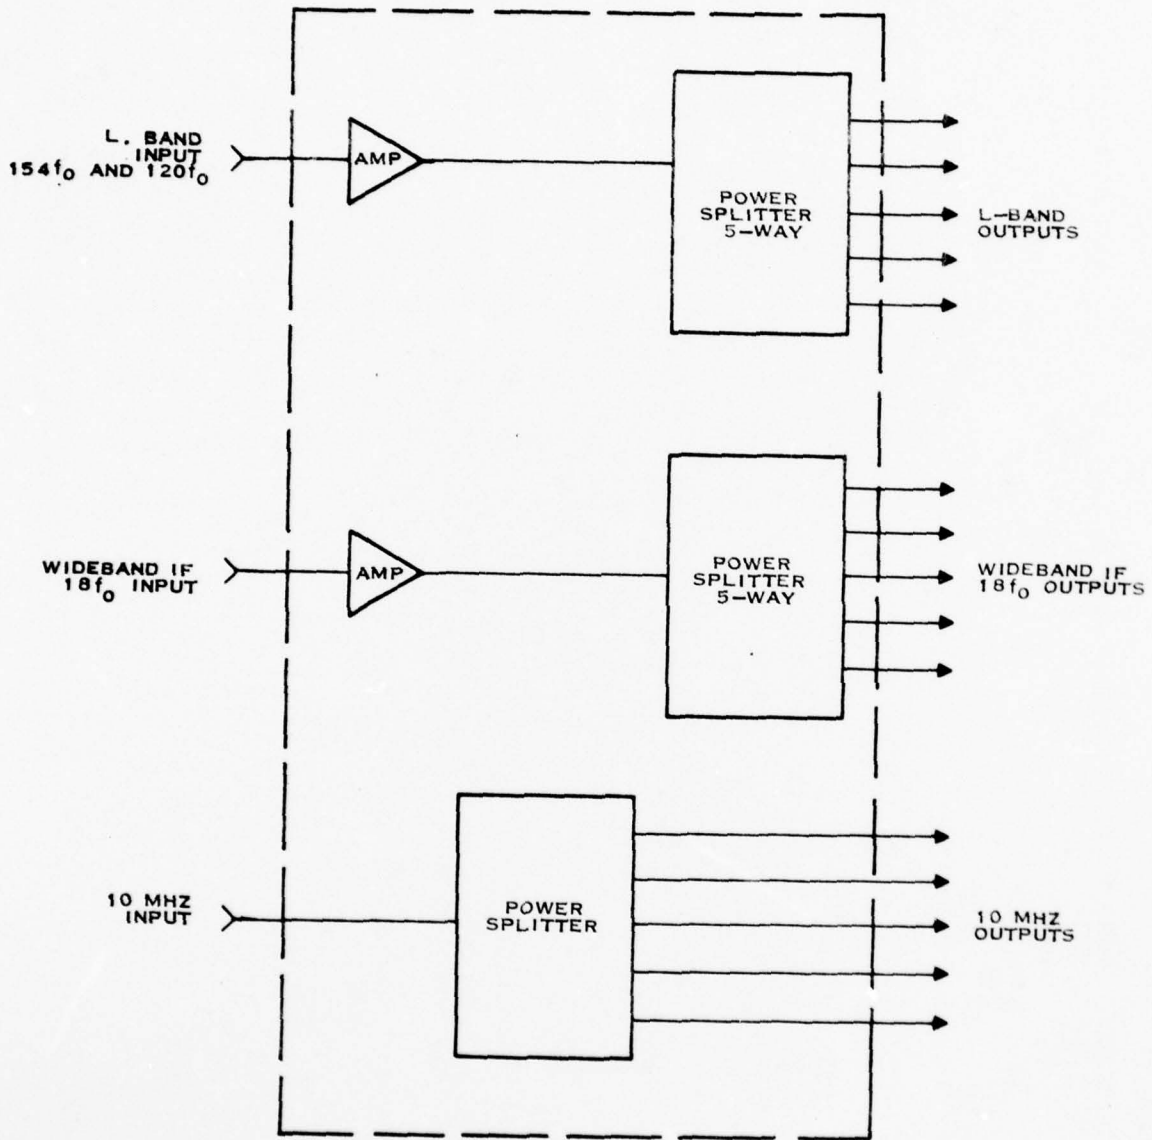 L. BAND
INPUT
154f₀ AND 120f₀
AMP
POWER
SPLITTER
5-WAY
L-BAND
OUTPUTS
WIDEBAND IF
18f₀ INPUT
AMP
POWER
SPLITTER
5-WAY
WIDEBAND IF
18f₀ OUTPUTS
10 MHZ
INPUT
POWER
SPLITTER
10 MHZ
OUTPUTS